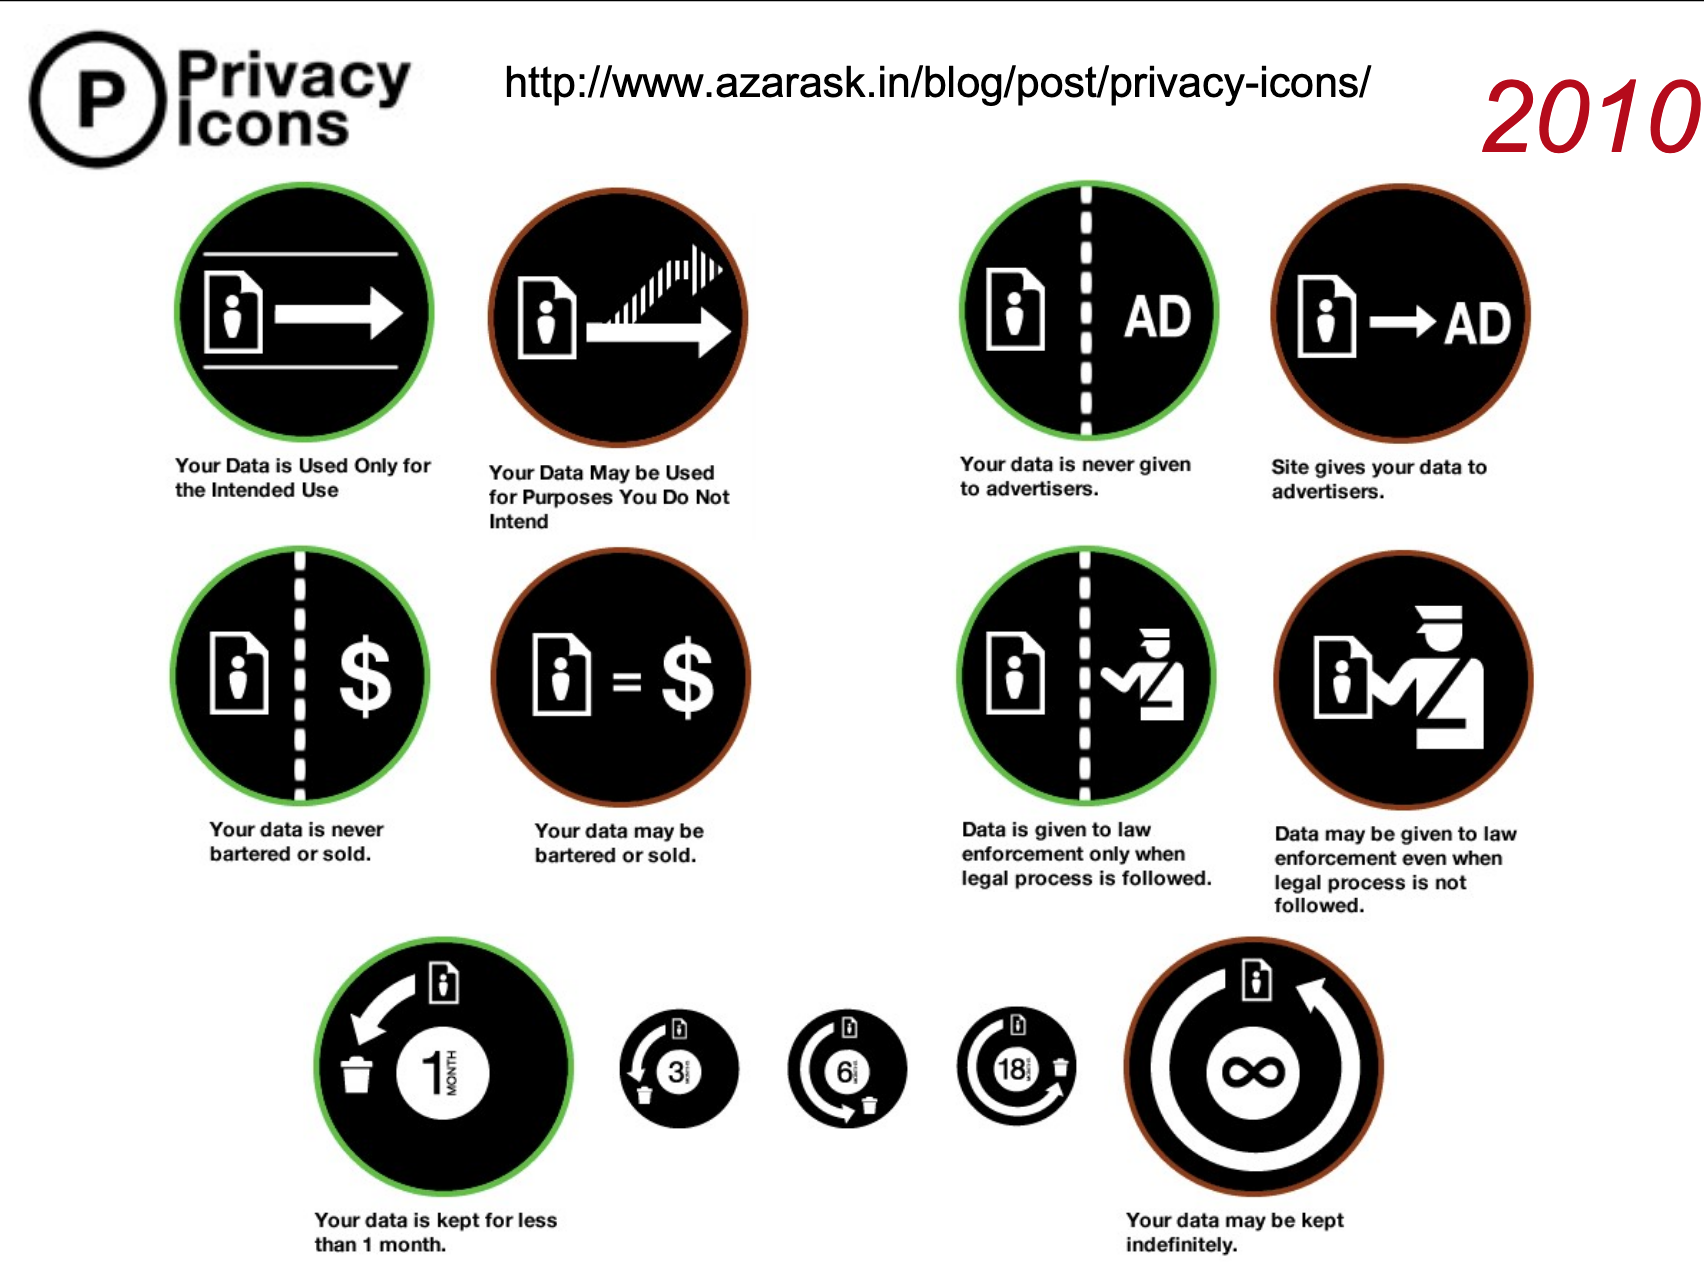 P
Privacy
Icons
http://www.azarask.in/blog/post/privacy-icons/
2010
Your Data is Used Only for
the Intended Use
Your Data May be Used
for Purposes You Do Not
Intend
AD
Your data is never given
to advertisers.
AD
Site gives your data to
advertisers.
$
Your data is never
bartered or sold.
= $
Your data may be
bartered or sold.
Data is given to law
enforcement only when
legal process is followed.
Data may be given to law
enforcement even when
legal process is not
followed.
1 MONTH
Your data is kept for less
than 1 month.
3 MONTHS
6 MONTHS
18 MONTHS
∞
Your data may be kept
indefinitely.